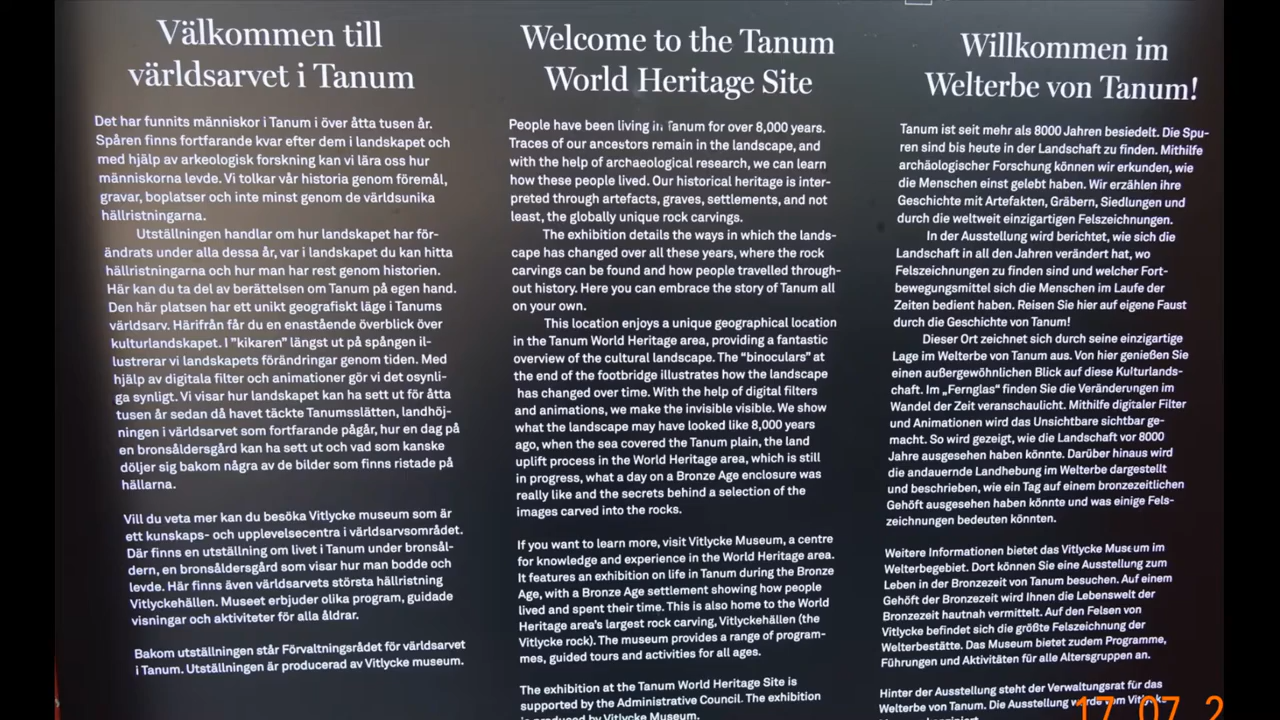 Välkommen till
världsarvet i Tanum
Det har funnits människor i Tanum i över åtta tusen år.
Spåren finns fortfarande kvar efter dem i landskapet och
med hjälp av arkeologisk forskning kan vi lära oss hur
människorna levde. Vi tolkar vår historia genom föremål,
gravar, boplatser och inte minst genom de världsunika
hällristningarna.
Utställningen handlar om hur landskapet har för-
ändrats under alla dessa år, var i landskapet du kan hitta
hällristningarna och hur man har rest genom historien.
Här kan du ta del av berättelsen om Tanum på egen hand.
Den här platsen har ett unikt geografiskt läge i Tanums
världsarv. Härifrån får du en enastående överblick över
kulturlandskapet. I "kikaren" längst ut på spången il-
lustrerar vi landskapets förändringar genom tiden. Med
hjälp av digitala filter och animationer gör vi det osynli-
ga synligt. Vi visar hur landskapet kan ha sett ut för åtta
tusen år sedan då havet täckte Tanumsslätten, landhöj-
ningen i världsarvet som fortfarande pågår, hur en dag på
en bronsåldersgård kan ha sett ut och vad som kanske
döljer sig bakom några av de bilder som finns ristade på
hällarna.
Vill du veta mer kan du besöka Vitlycke museum som är
ett kunskaps- och upplevelsecentra i världsarvsområdet.
Där finns en utställning om livet i Tanum under bronsål-
dern, en bronsåldersgård som visar hur man bodde och
levde. Här finns även världsarvets största hällristning
Vitlyckehällen. Museet erbjuder olika program, guidade
visningar och aktiviteter för alla åldrar.
Bakom utställningen står Förvaltningsrådet för världsarvet
i Tanum. Utställningen är producerad av Vitlycke museum.
Welcome to the Tanum
World Heritage Site
People have been living in Tanum for over 8,000 years.
Traces of our ancestors remain in the landscape, and
with the help of archaeological research, we can learn
how these people lived. Our historical heritage is inter-
preted through artefacts, graves, settlements, and not
least, the globally unique rock carvings.
The exhibition details the ways in which the lands-
cape has changed over all these years, where the rock
carvings can be found and how people travelled through-
out history. Here you can embrace the story of Tanum all
on your own.
This location enjoys a unique geographical location
in the Tanum World Heritage area, providing a fantastic
overview of the cultural landscape. The “binoculars” at
the end of the footbridge illustrates how the landscape
has changed over time. With the help of digital filters
and animations, we make the invisible visible. We show
what the landscape may have looked like 8,000 years
ago, when the sea covered the Tanum plain, the land
uplift process in the World Heritage area, which is still
in progress, what a day on a Bronze Age enclosure was
really like and the secrets behind a selection of the
images carved into the rocks.
If you want to learn more, visit Vitlycke Museum, a centre
for knowledge and experience in the World Heritage area.
It features an exhibition on life in Tanum during the Bronze
Age, with a Bronze Age settlement showing how people
lived and spent their time. This is also home to the World
Heritage area's largest rock carving, Vitlyckehällen (the
Vitlycke rock). The museum provides a range of program-
mes, guided tours and activities for all ages.
The exhibition at the Tanum World Heritage Site is
supported by the Administrative Council. The exhibition
is produced by Vitlycke Museum.
Willkommen im
Welterbe von Tanum!
Tanum ist seit mehr als 8000 Jahren besiedelt. Die Spu-
ren sind bis heute in der Landschaft zu finden. Mithilfe
archäologischer Forschung können wir erkunden, wie
die Menschen einst gelebt haben. Wir erzählen ihre
Geschichte mit Artefakten, Gräbern, Siedlungen und
durch die weltweit einzigartigen Felszeichnungen.
In der Ausstellung wird berichtet, wie sich die
Landschaft in all den Jahren verändert hat, wo
Felszeichnungen zu finden sind und welcher Fort-
bewegungsmittel sich die Menschen im Laufe der
Zeiten bedient haben. Reisen Sie hier auf eigene Faust
durch die Geschichte von Tanum!
Dieser Ort zeichnet sich durch seine einzigartige
Lage im Welterbe von Tanum aus. Von hier genießen Sie
einen außergewöhnlichen Blick auf diese Kulturlands-
chaft. Im „Fernglas“ finden Sie die Veränderungen im
Wandel der Zeit veranschaulicht. Mithilfe digitaler Filter
und Animationen wird das Unsichtbare sichtbar ge-
macht. So wird gezeigt, wie die Landschaft vor 8000
Jahre ausgesehen haben könnte. Darüber hinaus wird
die andauernde Landhebung im Welterbe dargestellt
und beschrieben, wie ein Tag auf einem bronzezeitlichen
Gehöft ausgesehen haben könnte und was einige Fels-
zeichnungen bedeuten könnten.
Weitere Informationen bietet das Vitlycke Museum im
Welterbegebiet. Dort können Sie eine Ausstellung zum
Leben in der Bronzezeit von Tanum besuchen. Auf einem
Gehöft der Bronzezeit wird Ihnen die Lebenswelt der
Bronzezeit hautnah vermittelt. Auf den Felsen von
Vitlycke befindet sich die größte Felszeichnung der
Welterbestätte. Das Museum bietet zudem Programme,
Führungen und Aktivitäten für alle Altersgruppen an.
Hinter der Ausstellung steht der Verwaltungsrat für das
Welterbe von Tanum. Die Ausstellung wurde vom Vitlyck-
17 07 2